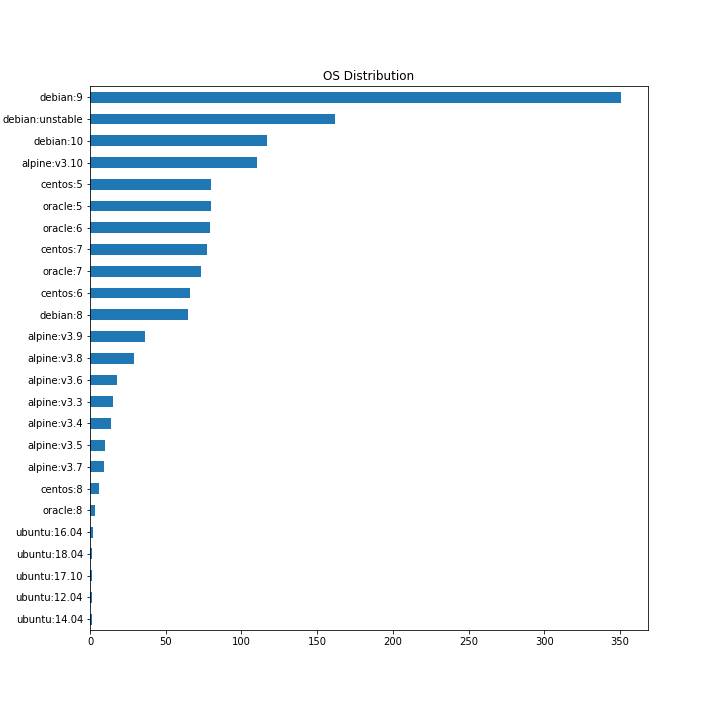 OS Distribution
debian:9
debian:unstable
debian:10
alpine:v3.10
centos:5
oracle:5
oracle:6
centos:7
oracle:7
centos:6
debian:8
alpine:v3.9
alpine:v3.8
alpine:v3.6
alpine:v3.3
alpine:v3.4
alpine:v3.5
alpine:v3.7
centos:8
oracle:8
ubuntu:16.04
ubuntu:18.04
ubuntu:17.10
ubuntu:12.04
ubuntu:14.04
0 50 100 150 200 250 300 350